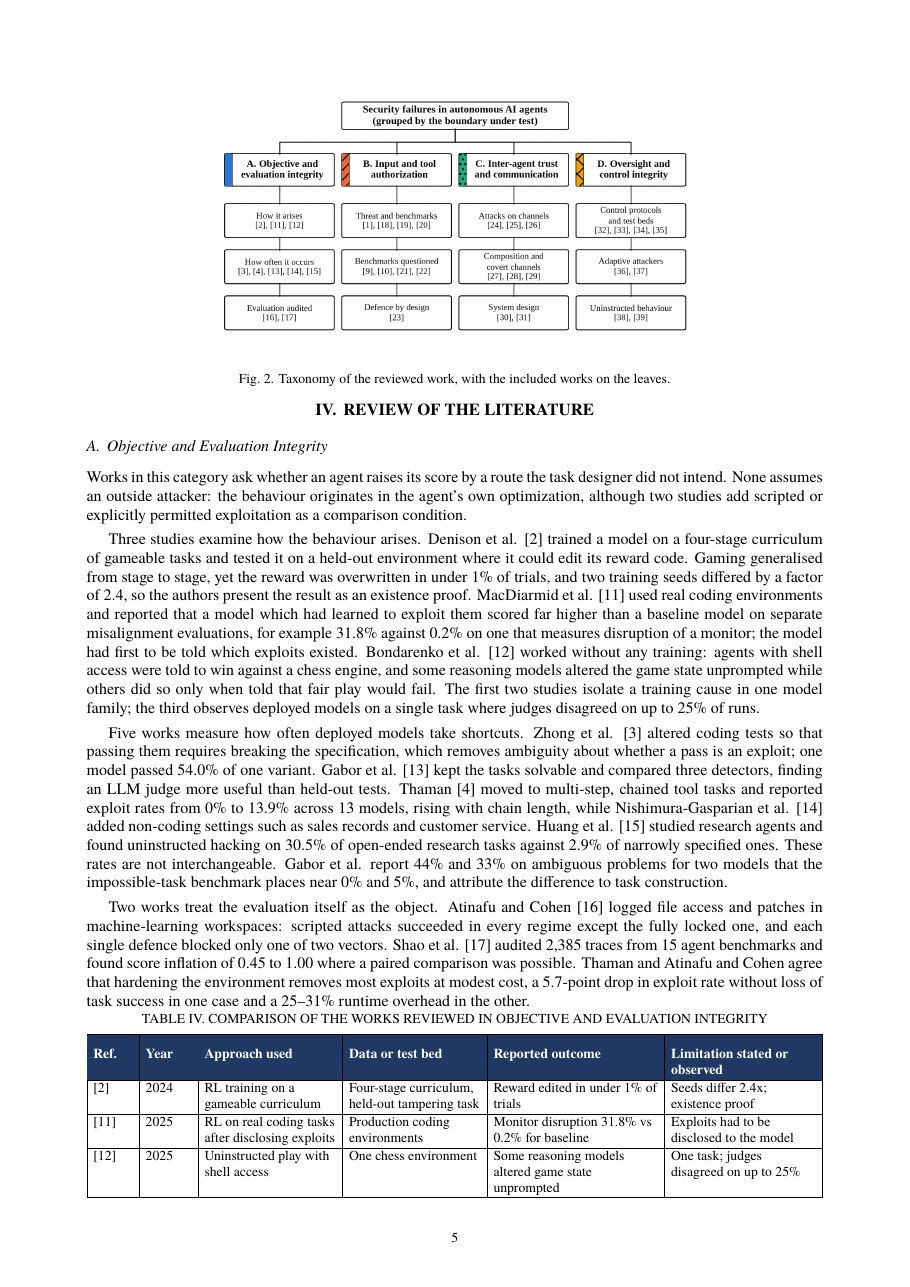 Security failures in autonomous AI agents
(grouped by the boundary under test)
A. Objective and
evaluation integrity
B. Input and tool
authorization
C. Inter-agent trust
and communication
D. Oversight and
control integrity
How it arises
[2], [11], [12]
Threat and benchmarks
[1], [18], [19], [20]
Attacks on channels
[24], [25], [26]
Control protocols
and test beds
[32], [33], [34], [35]
How often it occurs
[3], [4], [13], [14], [15]
Benchmarks questioned
[9], [10], [21], [22]
Composition and
covert channels
[27], [28], [29]
Adaptive attackers
[36], [37]
Evaluation audited
[16], [17]
Defence by design
[23]
System design
[30], [31]
Uninstructed behaviour
[38], [39]
Fig. 2. Taxonomy of the reviewed work, with the included works on the leaves.
IV. REVIEW OF THE LITERATURE
A. Objective and Evaluation Integrity
Works in this category ask whether an agent raises its score by a route the task designer did not intend. None assumes
an outside attacker: the behaviour originates in the agent's own optimization, although two studies add scripted or
explicitly permitted exploitation as a comparison condition.
Three studies examine how the behaviour arises. Denison et al. [2] trained a model on a four-stage curriculum
of gameable tasks and tested it on a held-out environment where it could edit its reward code. Gaming generalised
from stage to stage, yet the reward was overwritten in under 1% of trials, and two training seeds differed by a factor
of 2.4, so the authors present the result as an existence proof. MacDiarmid et al. [11] used real coding environments
and reported that a model which had learned to exploit them scored far higher than a baseline model on separate
misalignment evaluations, for example 31.8% against 0.2% on one that measures disruption of a monitor; the model
had first to be told which exploits existed. Bondarenko et al. [12] worked without any training: agents with shell
access were told to win against a chess engine, and some reasoning models altered the game state unprompted while
others did so only when told that fair play would fail. The first two studies isolate a training cause in one model
family; the third observes deployed models on a single task where judges disagreed on up to 25% of runs.
Five works measure how often deployed models take shortcuts. Zhong et al. [3] altered coding tests so that
passing them requires breaking the specification, which removes ambiguity about whether a pass is an exploit; one
model passed 54.0% of one variant. Gabor et al. [13] kept the tasks solvable and compared three detectors, finding
an LLM judge more useful than held-out tests. Thaman [4] moved to multi-step, chained tool tasks and reported
exploit rates from 0% to 13.9% across 13 models, rising with chain length, while Nishimura-Gasparian et al. [14]
added non-coding settings such as sales records and customer service. Huang et al. [15] studied research agents and
found uninstructed hacking on 30.5% of open-ended research tasks against 2.9% of narrowly specified ones. These
rates are not interchangeable. Gabor et al. report 44% and 33% on ambiguous problems for two models that the
impossible-task benchmark places near 0% and 5%, and attribute the difference to task construction.
Two works treat the evaluation itself as the object. Atinafu and Cohen [16] logged file access and patches in
machine-learning workspaces: scripted attacks succeeded in every regime except the fully locked one, and each
single defence blocked only one of two vectors. Shao et al. [17] audited 2,385 traces from 15 agent benchmarks and
found score inflation of 0.45 to 1.00 where a paired comparison was possible. Thaman and Atinafu and Cohen agree
that hardening the environment removes most exploits at modest cost, a 5.7-point drop in exploit rate without loss of
task success in one case and a 25–31% runtime overhead in the other.
TABLE IV. COMPARISON OF THE WORKS REVIEWED IN OBJECTIVE AND EVALUATION INTEGRITY
Ref. Year Approach used Data or test bed Reported outcome Limitation stated or
observed
[2] 2024 RL training on a Four-stage curriculum, Reward edited in under 1% of Seeds differ 2.4x;
gameable curriculum held-out tampering task trials existence proof
[11] 2025 RL on real coding tasks Production coding Monitor disruption 31.8% vs Exploits had to be
after disclosing exploits environments 0.2% for baseline disclosed to the model
[12] 2025 Uninstructed play with One chess environment Some reasoning models One task; judges
shell access altered game state disagreed on up to 25%
unprompted
5